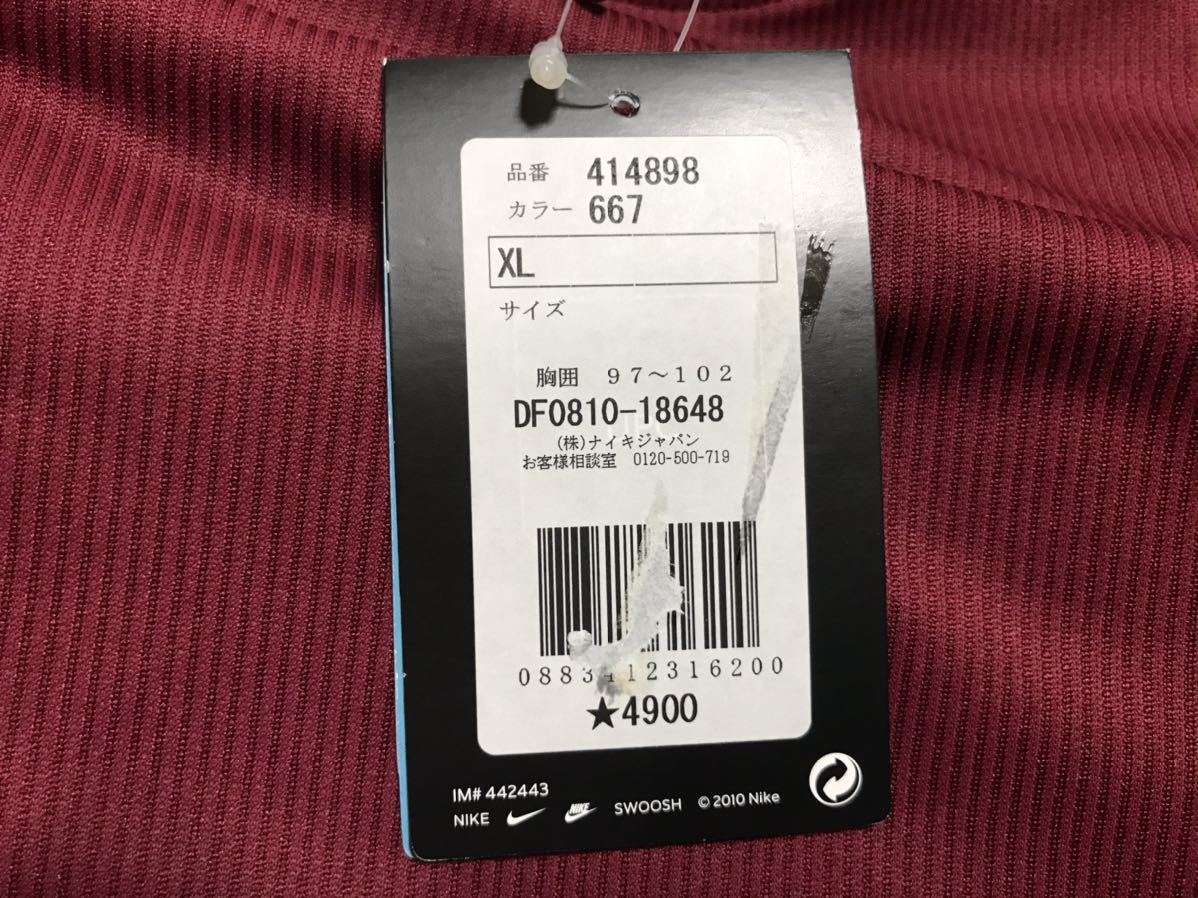 品番 414898
カラー 667
XL
サイズ
胸囲 97～102
DF0810-18648
(株)ナイキジャパン
お客様相談室 0120-500-719
0883412316200
★4900
IM# 442443
NIKE NIKE SWOOSH © 2010 Nike